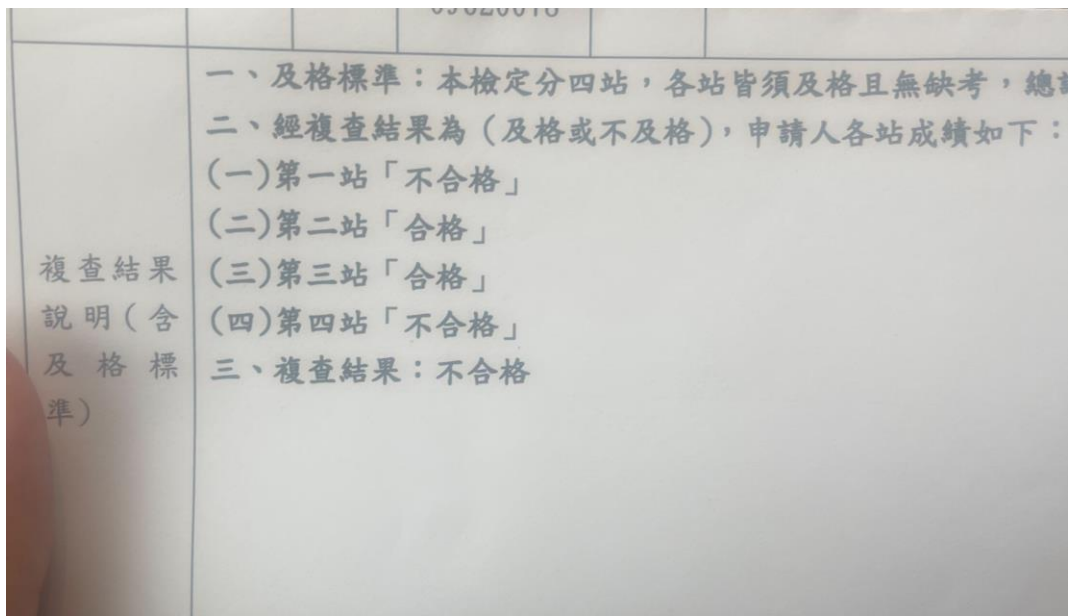 一、及格標準：本檢定分四站，各站皆須及格且無缺考，總
二、經複查結果為（及格或不及格），申請人各站成績如下：
(一)第一站「不合格」
(二)第二站「合格」
(三)第三站「合格」
(四)第四站「不合格」
三、複查結果：不合格
複查結果
說明(含
及格標
準)